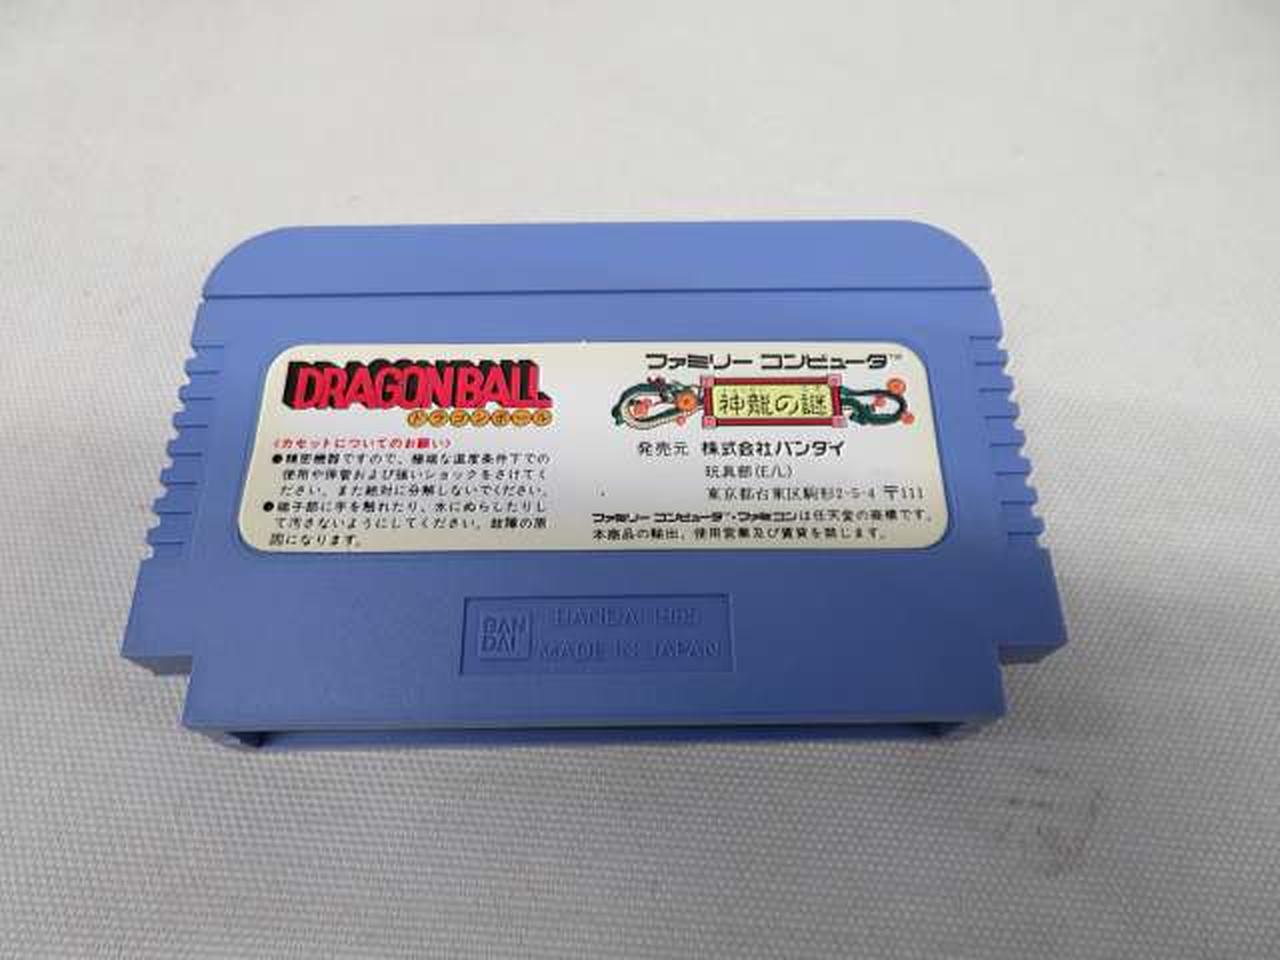 DRAGONBALL
ドラゴンボール
〈カセットについてのお願い〉
●精密機器ですので、極端な温度条件下での
使用や保管および強いショックをさけてく
ださい。また絶対に分解しないでください。
●端子部に手を触れたり、水にぬらしたりし
て汚さないようにしてください。故障の原
因になります。
ファミリー コンピュータ™
神龍の謎
発売元 株式会社バンダイ
玩具部(E/L)
東京都台東区駒形2-5-4 〒111
ファミリー コンピュータ™・ファミコンは任天堂の商標です。
本商品の輸出、使用営業及び賃貸を禁じます。
BAN
DAI
BANDAI 1985
MADE IN JAPAN